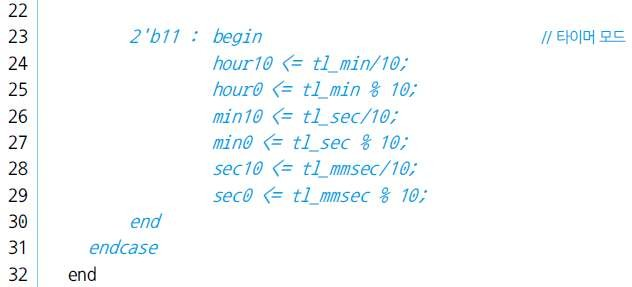 22
23 2'b11 : begin // 타이머 모드
24 hour10 <= tl_min/10;
25 hour0 <= tl_min % 10;
26 min10 <= tl_sec/10;
27 min0 <= tl_sec % 10;
28 sec10 <= tl_mmsec/10;
29 sec0 <= tl_mmsec % 10;
30 end
31 endcase
32 end